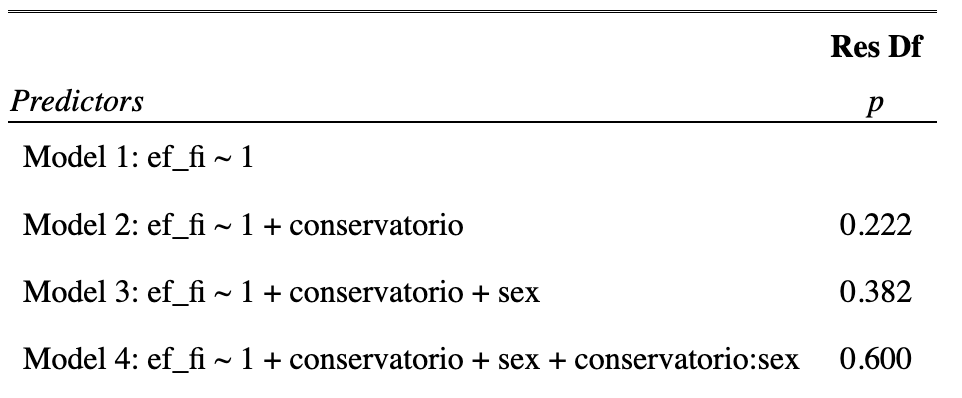 Res Df
Predictors p
Model 1: ef_fi ~ 1
Model 2: ef_fi ~ 1 + conservatorio 0.222
Model 3: ef_fi ~ 1 + conservatorio + sex 0.382
Model 4: ef_fi ~ 1 + conservatorio + sex + conservatorio:sex 0.600